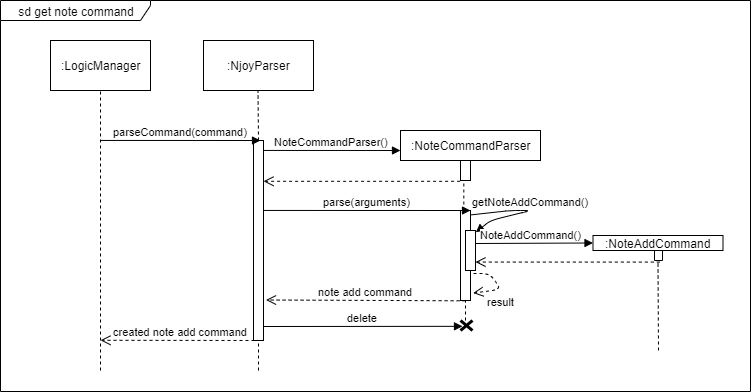 sd get note command
:LogicManager
:NjoyParser
parseCommand(command)
NoteCommandParser()
:NoteCommandParser
parse(arguments)
getNoteAddCommand()
NoteAddCommand()
:NoteAddCommand
note add command
result
delete
created note add command